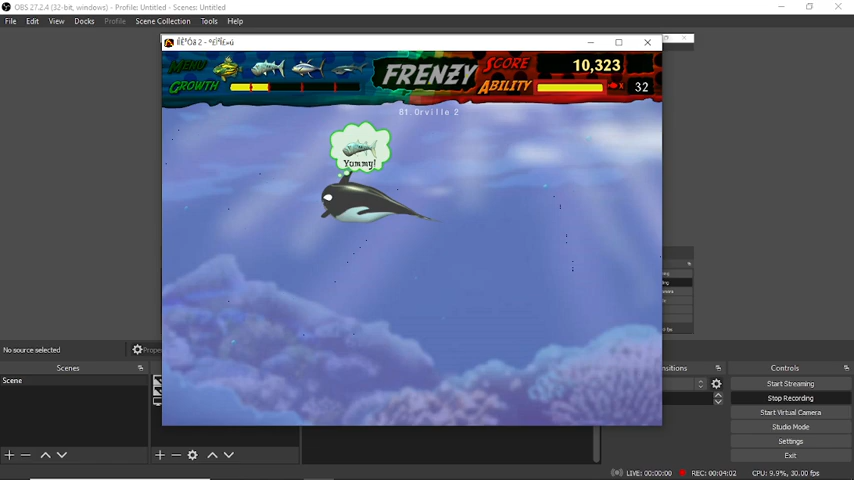 OBS 27.2.4 (32-bit, windows) - Profile: Untitled - Scenes: Untitled
File Edit View Docks Profile Scene Collection Tools Help
MENU
GROWTH
FRENZY
SCORE
10,323
ABILITY
x 32
61.Orville 2
Yummy!
No source selected
Scenes
Controls
Scene
Start Streaming
Stop Recording
Start Virtual Camera
Studio Mode
Settings
Exit
LIVE: 00:00:00
REC: 00:04:02
CPU: 9.9%, 30.00 fps